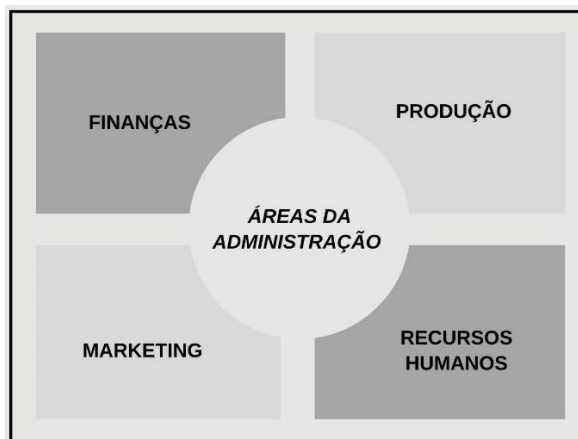 FINANÇAS
PRODUÇÃO
ÁREAS DA
ADMINISTRAÇÃO
MARKETING
RECURSOS
HUMANOS